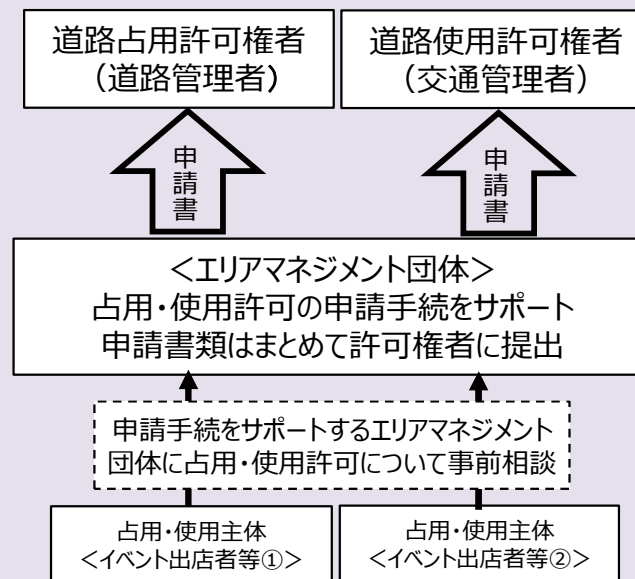 道路占用許可権者
（道路管理者）
道路使用許可権者
（交通管理者）
申請書
申請書
＜エリアマネジメント団体＞
占用・使用許可の申請手続をサポート
申請書類はまとめて許可権者に提出
申請手続をサポートするエリアマネジメント
団体に占用・使用許可について事前相談
占用・使用主体
＜イベント出店者等①＞
占用・使用主体
＜イベント出店者等②＞